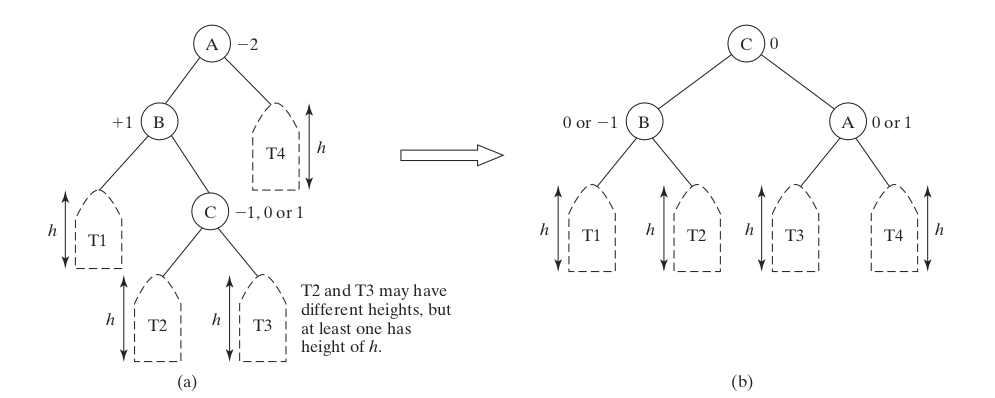 A −2
+1 B
T4 h
C −1, 0 or 1
h T1
h T2
h T3
T2 and T3 may have
different heights, but
at least one has
height of h.
(a)
C 0
0 or −1 B
A 0 or 1
h T1
h T2
h T3
T4 h
(b)